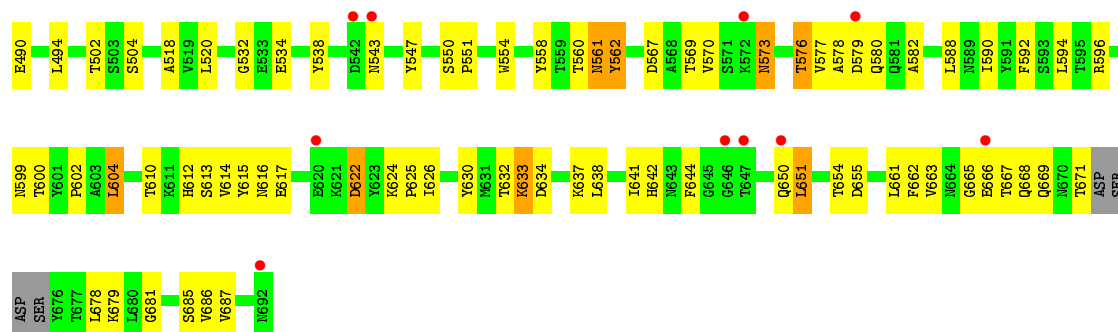 E490 L494 T502 S503 S504 A518 V519 L520 G532 E533 E534 Y538 D542 N543 Y547 S550 P551 W554 Y558 T559 T560 N561 Y562 D567 A568 T569 V570 S571 K572 N573 T576 V577 A578 D579 Q580 Q581 A582 L588 N589 I590 Y591 F592 S593 L594 T595 R596
N599 T600 Y601 P602 A603 L604 T610 K611 H612 S613 V614 Y615 N616 E617 E620 K621 D622 Y623 K624 P625 I626 Y630 M631 T632 K633 D634 K637 L638 I641 H642 N643 F644 G645 G646 T647 Q650 L651 T654 D655 L661 F662 V663 N664 G665 E666 T667 Q668 Q669 N670 T671 ASP SER
ASP SER Y676 T677 L678 K679 L680 G681 S685 V686 V687 N692